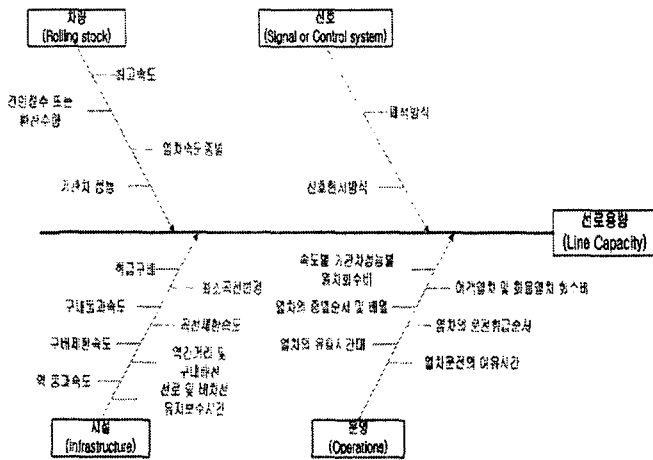 차량
(Rolling stock)
신호
(Signal or Control system)
최고속도
견인정수 또는
환산수량
열차속도종별
기관차 성능
폐색방식
신호현시방식
선로용량
(Line Capacity)
표준구배
최소곡선반경
구내통과속도
곡선제한속도
구배제한속도
역간거리 및
구내배선
역 통과속도
선로 및 배차선
유지보수시간
시설
(Infrastructure)
속도별 기관차성능별
열차회수비
여객열차 및 화물열차 횟수비
열차의 종별순서 및 배열
열차의 운전취급순서
열차의 유효시간대
열차운전의 여유시간
운영
(Operations)